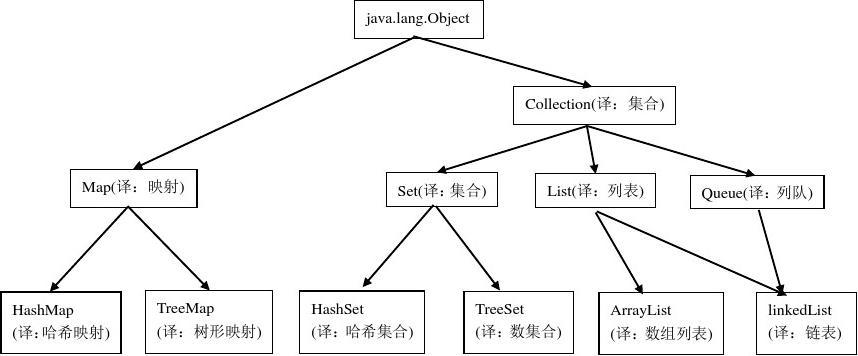 java.lang.Object
Collection(译：集合)
Map(译：映射)
Set(译：集合)
List(译：列表)
Queue(译：列队)
HashMap
(译：哈希映射)
TreeMap
(译：树形映射)
HashSet
(译：哈希集合)
TreeSet
(译：数集合)
ArrayList
(译：数组列表)
linkedList
(译：链表)